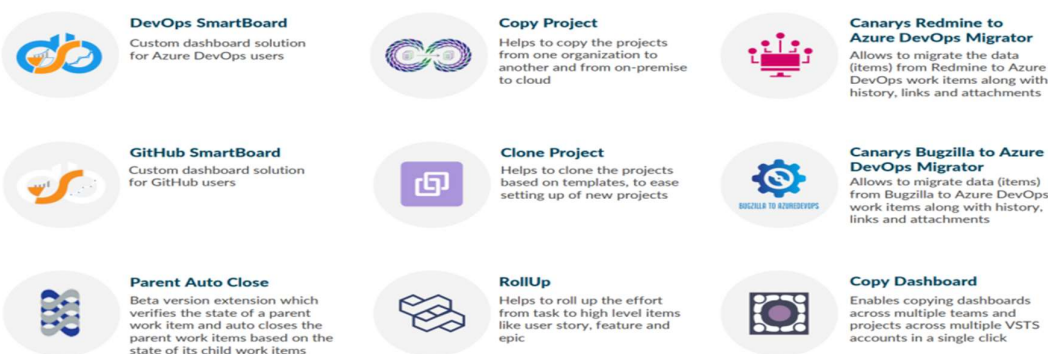 DevOps SmartBoard
Custom dashboard solution
for Azure DevOps users
Copy Project
Helps to copy the projects
from one organization to
another and from on-premise
to cloud
Canarys Redmine to
Azure DevOps Migrator
Allows to migrate the data
(items) from Redmine to Azure
DevOps work items along with
history, links and attachments
GitHub SmartBoard
Custom dashboard solution
for GitHub users
Clone Project
Helps to clone the projects
based on templates, to ease
setting up of new projects
BUGZILLA TO AZUREDEVOPS
Canarys Bugzilla to Azure
DevOps Migrator
Allows to migrate data (items)
from Bugzilla to Azure DevOps
work items along with history,
links and attachments
Parent Auto Close
Beta version extension which
verifies the state of a parent
work item and auto closes the
parent work items based on the
state of its child work items
RollUp
Helps to roll up the effort
from task to high level items
like user story, feature and
epic
Copy Dashboard
Enables copying dashboards
across multiple teams and
projects across multiple VSTS
accounts in a single click